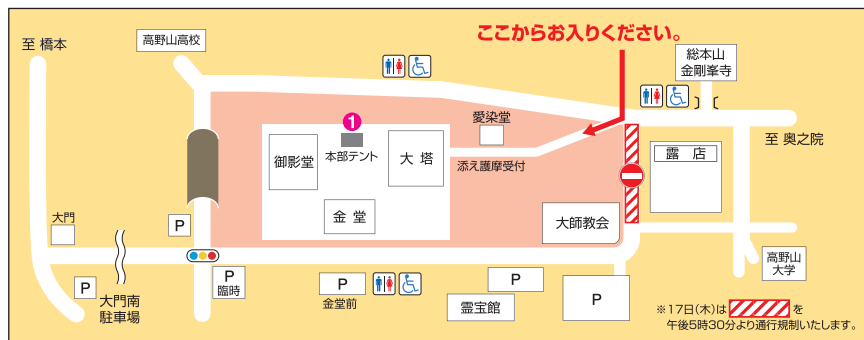 至 橋本
高野山高校
ここからお入りください。
総本山
金剛峯寺
1
愛染堂
本部テント
御影堂
大 塔
添え護摩受付
至 奥之院
露 店
金 堂
大師教会
大門
P
P
大門南
駐車場
P
臨時
P
金堂前
P
霊宝館
P
高野山
大学
※17日(木)は
を
午後5時30分より通行規制いたします。